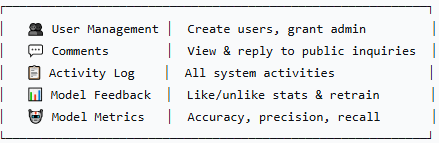 👥 User Management | Create users, grant admin
💬 Comments | View & reply to public inquiries
📋 Activity Log | All system activities
📊 Model Feedback | Like/unlike stats & retrain
🤖 Model Metrics | Accuracy, precision, recall